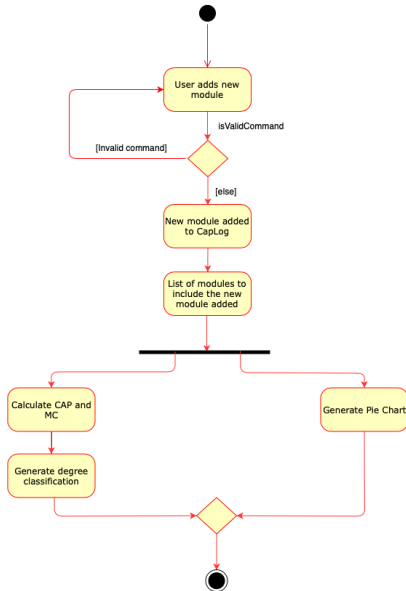 User adds new
module
isValidCommand
[Invalid command]
[else]
New module added
to CapLog
List of modules to
include the new
module added
Calculate CAP and
MC
Generate Pie Chart
Generate degree
classification